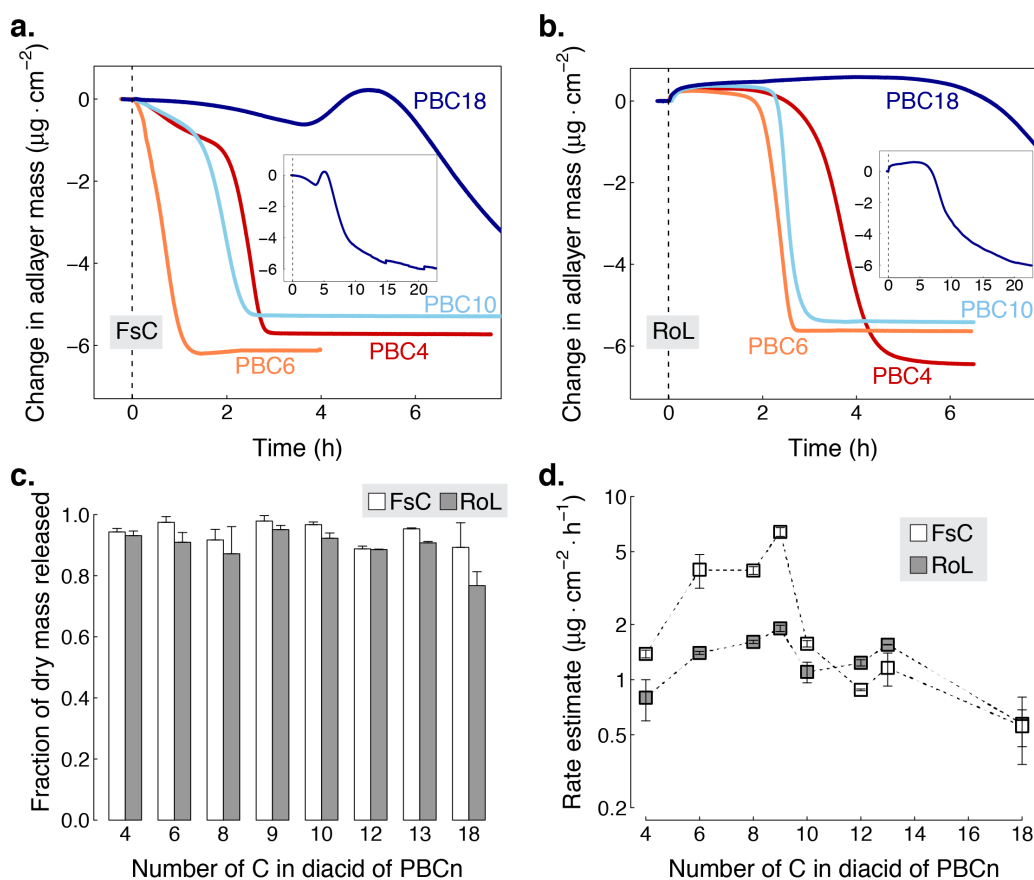 a.
Change in adlayer mass (µg · cm⁻²)
0
−2
−4
−6
0
2
4
6
Time (h)
FsC
PBC18
PBC10
PBC4
PBC6
0
−2
−4
−6
0
5
10
15
20
b.
Change in adlayer mass (µg · cm⁻²)
0
−2
−4
−6
0
2
4
6
Time (h)
RoL
PBC18
PBC10
PBC6
PBC4
0
−2
−4
−6
0
5
10
15
20
c.
FsC
RoL
Fraction of dry mass released
1.0
0.8
0.6
0.4
0.2
0.0
4
6
8
9
10
12
13
18
Number of C in diacid of PBCn
d.
FsC
RoL
Rate estimate (µg · cm⁻² · h⁻¹)
10
5
2
1
0.5
0.2
4
6
8
10
12
14
16
18
Number of C in diacid of PBCn